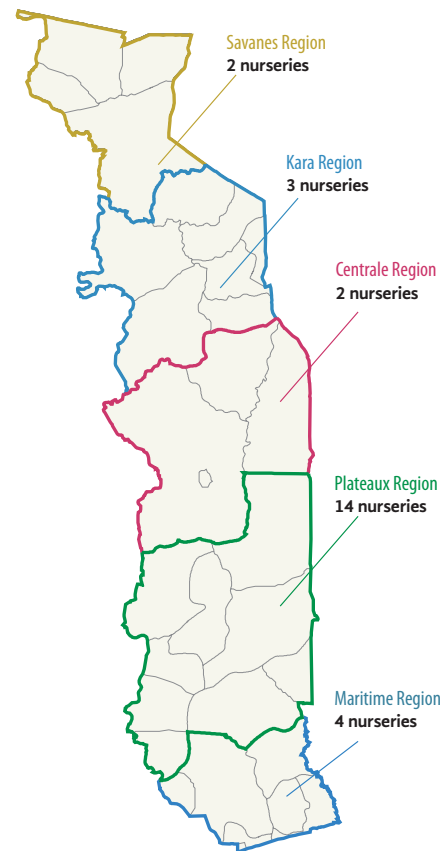 Savanes Region
2 nurseries
Kara Region
3 nurseries
Centrale Region
2 nurseries
Plateaux Region
14 nurseries
Maritime Region
4 nurseries